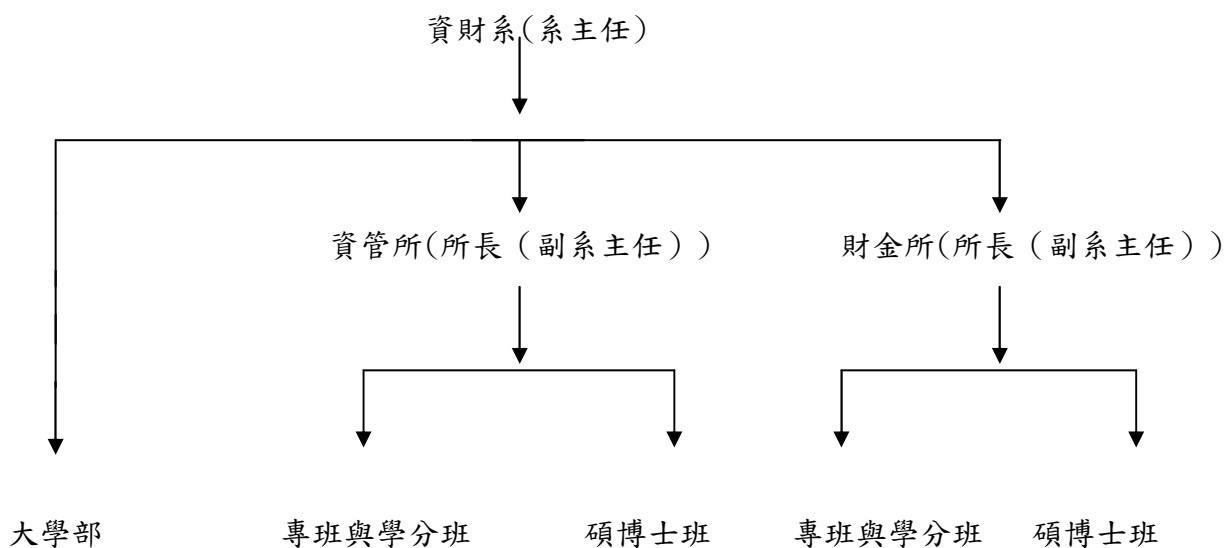 資財系(系主任)
資管所(所長（副系主任）) 財金所(所長（副系主任）)
大學部 專班與學分班 碩博士班 專班與學分班 碩博士班